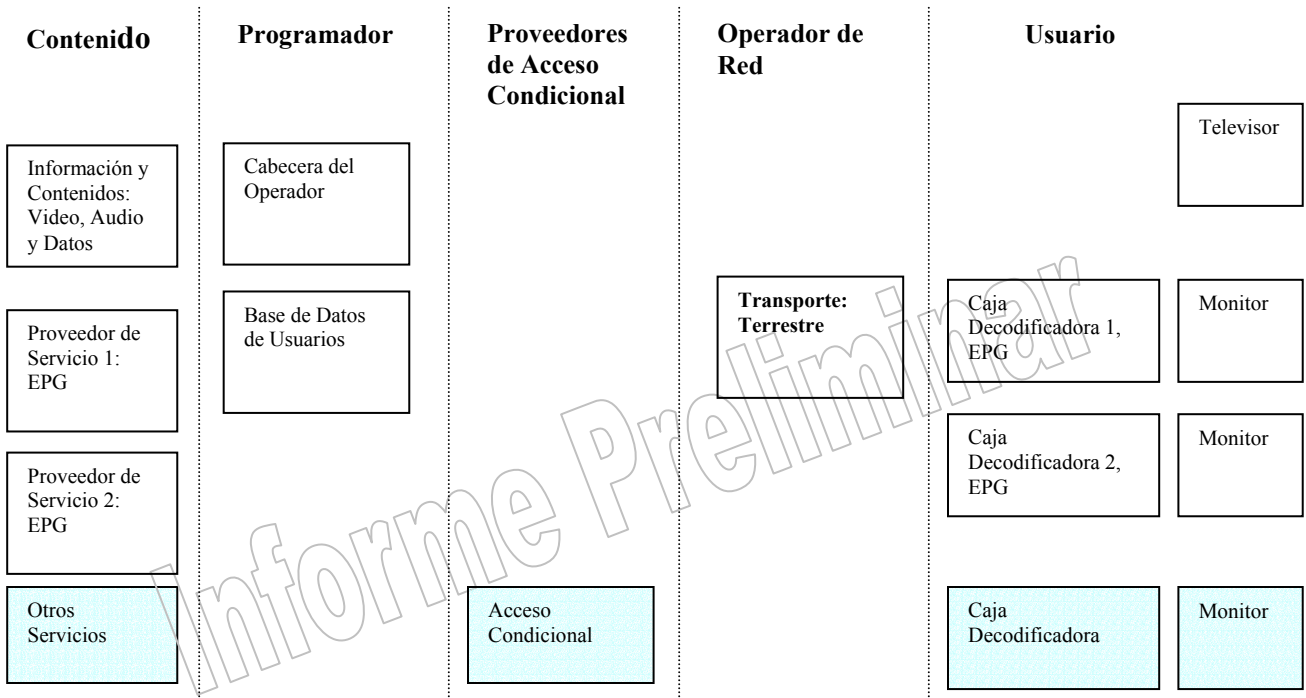 Contenido
Programador
Proveedores
de Acceso
Condicional
Operador de
Red
Usuario
Televisor
Información y
Contenidos:
Video, Audio
y Datos
Cabecera del
Operador
Proveedor de
Servicio 1:
EPG
Base de Datos
de Usuarios
Transporte:
Terrestre
Caja
Decodificadora 1,
EPG
Monitor
Proveedor de
Servicio 2:
EPG
Caja
Decodificadora 2,
EPG
Monitor
Otros
Servicios
Acceso
Condicional
Caja
Decodificadora
Monitor
Informe Preliminar